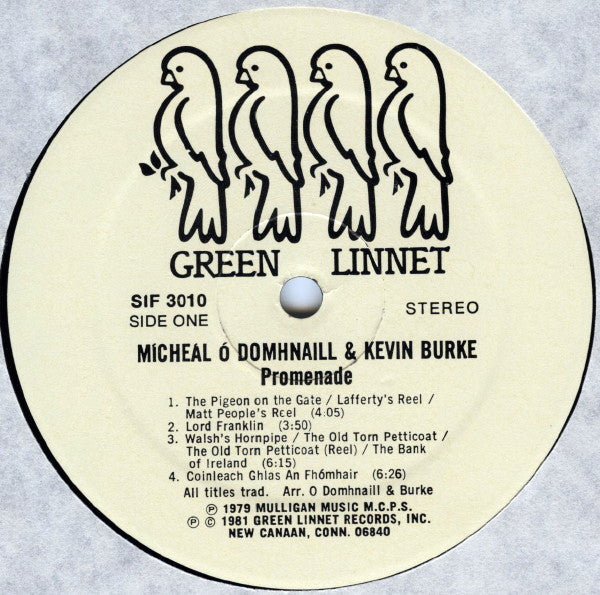 GREEN LINNET
SIF 3010
SIDE ONE
STEREO
MÍCHEÁL Ó DOMHNAILL & KEVIN BURKE
Promenade
1. The Pigeon on the Gate / Lafferty's Reel /
Matt People's Reel (4:05)
2. Lord Franklin (3:50)
3. Walsh's Hornpipe / The Old Torn Petticoat /
The Old Torn Petticoat (Reel) / The Bank
of Ireland (6:15)
4. Coinleach Ghlas An Fhómhair (6:26)
All titles trad. Arr. O Domhnaill & Burke
℗ 1979 MULLIGAN MUSIC M.C.P.S.
℗ © 1981 GREEN LINNET RECORDS, INC.
NEW CANAAN, CONN. 06840